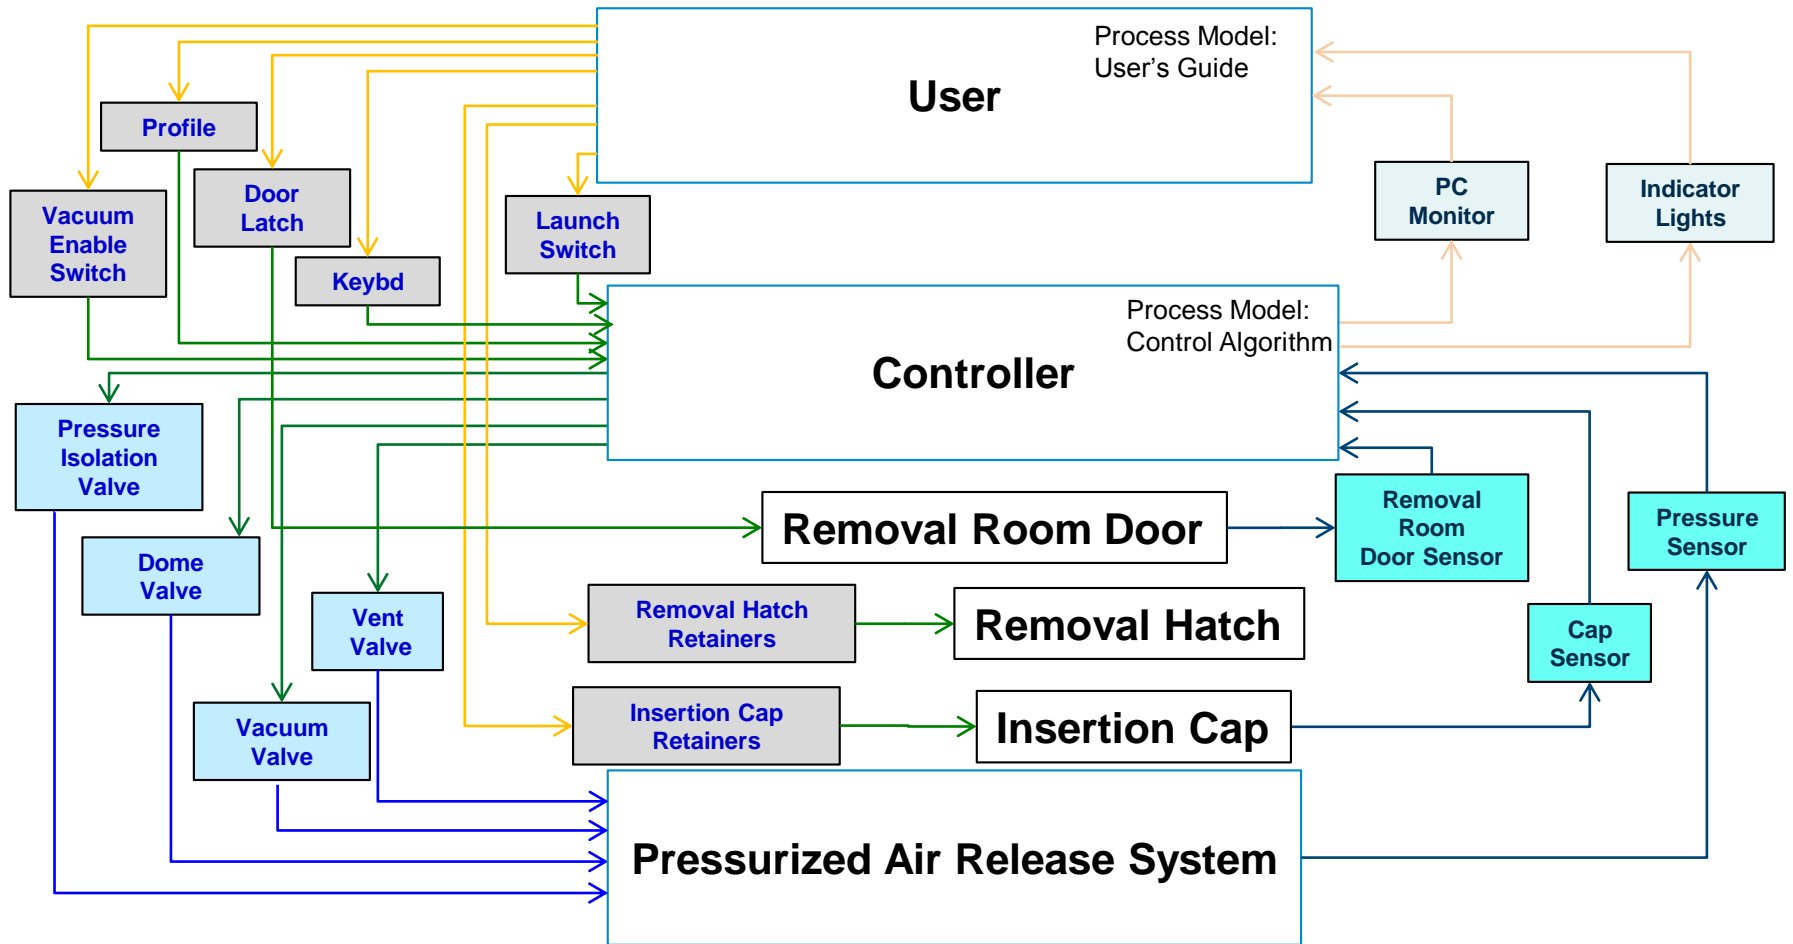 Process Model:
User's Guide
User
Profile
Door
Latch
Vacuum
Enable
Switch
Keybd
Launch
Switch
PC
Monitor
Indicator
Lights
Process Model:
Control Algorithm
Controller
Pressure
Isolation
Valve
Dome
Valve
Vent
Valve
Vacuum
Valve
Removal Room Door
Removal
Room
Door Sensor
Pressure
Sensor
Removal Hatch
Retainers
Removal Hatch
Cap
Sensor
Insertion Cap
Retainers
Insertion Cap
Pressurized Air Release System